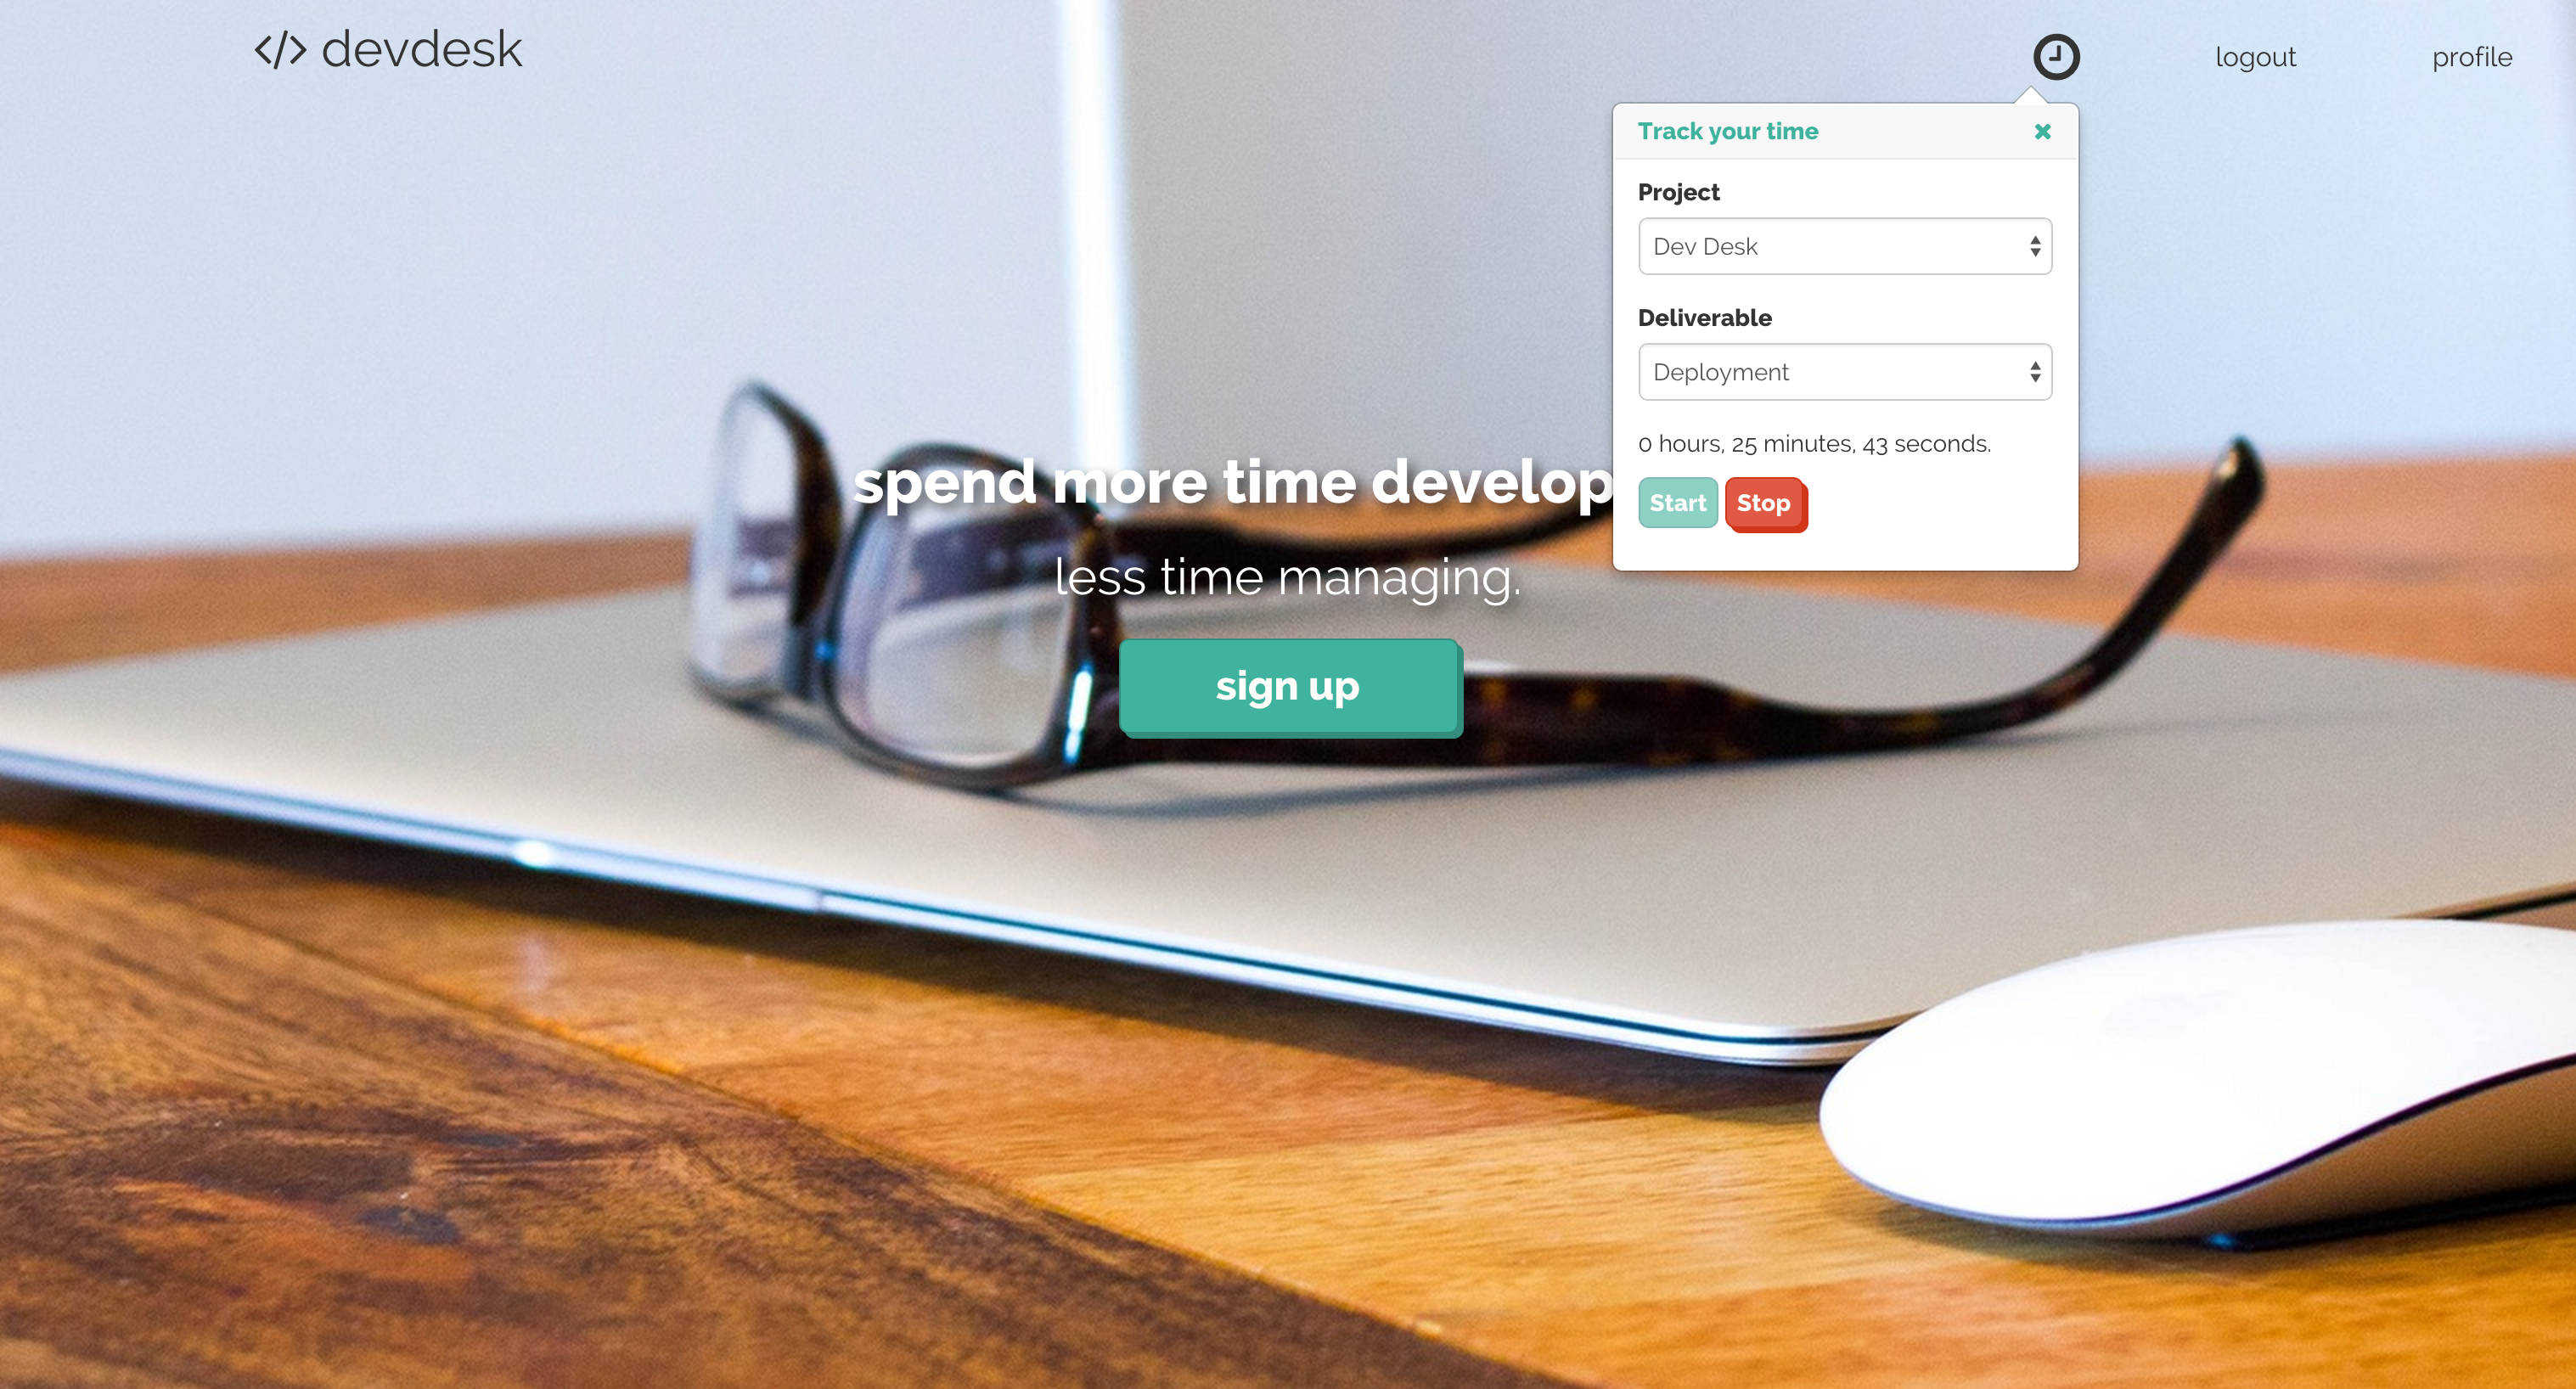 </> devdesk
logout
profile
Track your time
Project
Dev Desk
Deliverable
Deployment
0 hours, 25 minutes, 43 seconds.
Start Stop
spend more time develop
less time managing.
sign up